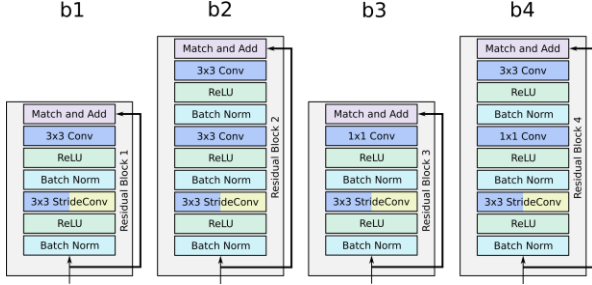 b1
Match and Add
3x3 Conv
ReLU
Batch Norm
3x3 StrideConv
ReLU
Batch Norm
Residual Block 1
b2
Match and Add
3x3 Conv
ReLU
Batch Norm
3x3 Conv
ReLU
Batch Norm
3x3 StrideConv
ReLU
Batch Norm
Residual Block 2
b3
Match and Add
1x1 Conv
ReLU
Batch Norm
3x3 StrideConv
ReLU
Batch Norm
Residual Block 3
b4
Match and Add
3x3 Conv
ReLU
Batch Norm
1x1 Conv
ReLU
Batch Norm
3x3 StrideConv
ReLU
Batch Norm
Residual Block 4